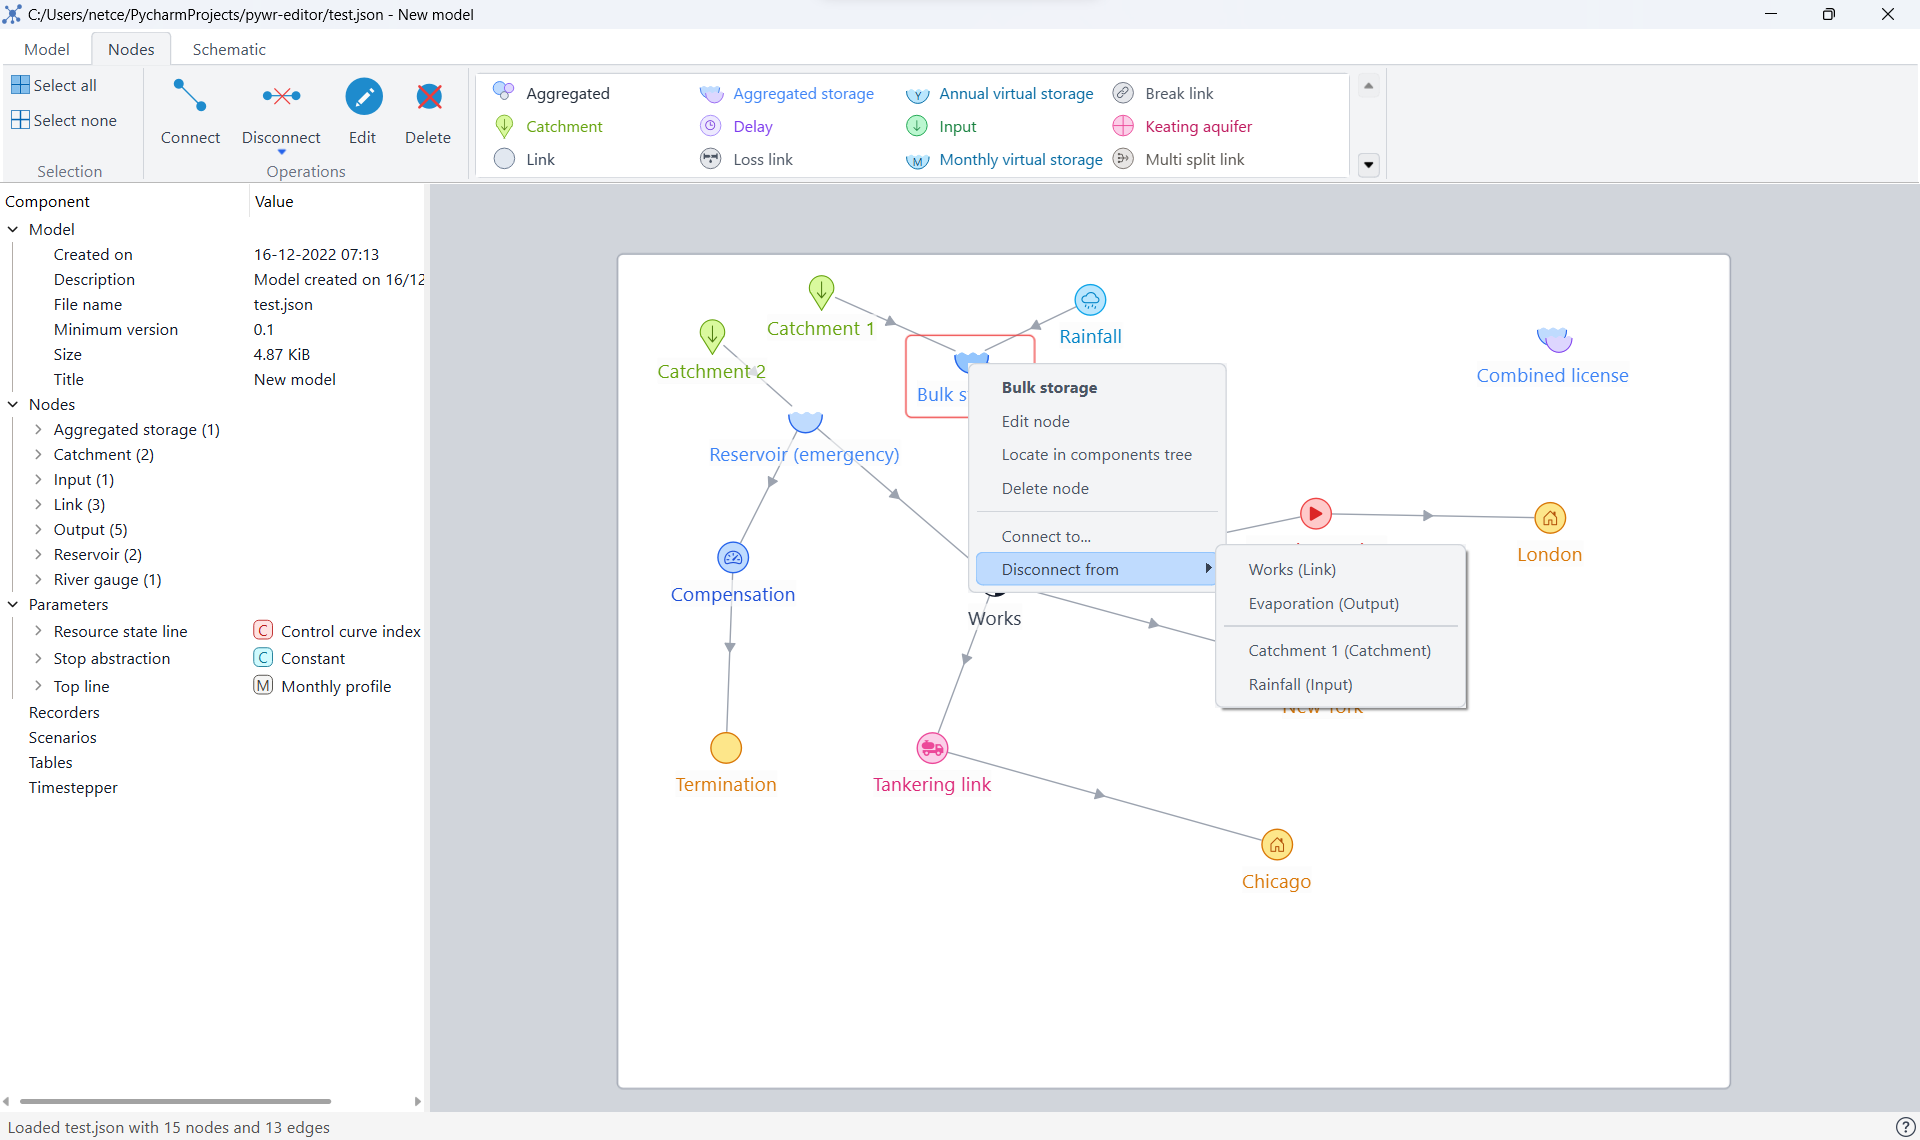 C:/Users/netce/PycharmProjects/pywr-editor/test.json - New model
Model
Nodes
Schematic
Select all
Select none
Selection
Connect
Disconnect
Edit
Delete
Operations
Aggregated
Aggregated storage
Annual virtual storage
Break link
Catchment
Delay
Input
Keating aquifer
Link
Loss link
Monthly virtual storage
Multi split link
Component Value
Model
Created on 16-12-2022 07:13
Description Model created on 16/12
File name test.json
Minimum version 0.1
Size 4.87 KiB
Title New model
Nodes
Aggregated storage (1)
Catchment (2)
Input (1)
Link (3)
Output (5)
Reservoir (2)
River gauge (1)
Parameters
Resource state line C Control curve index
Stop abstraction C Constant
Top line M Monthly profile
Recorders
Scenarios
Tables
Timestepper
Catchment 1
Rainfall
Catchment 2
Combined license
Bulk s
Reservoir (emergency)
Compensation
London
Works
New York
Termination
Tankering link
Chicago
Bulk storage
Edit node
Locate in components tree
Delete node
Connect to...
Disconnect from
Works (Link)
Evaporation (Output)
Catchment 1 (Catchment)
Rainfall (Input)
Loaded test.json with 15 nodes and 13 edges